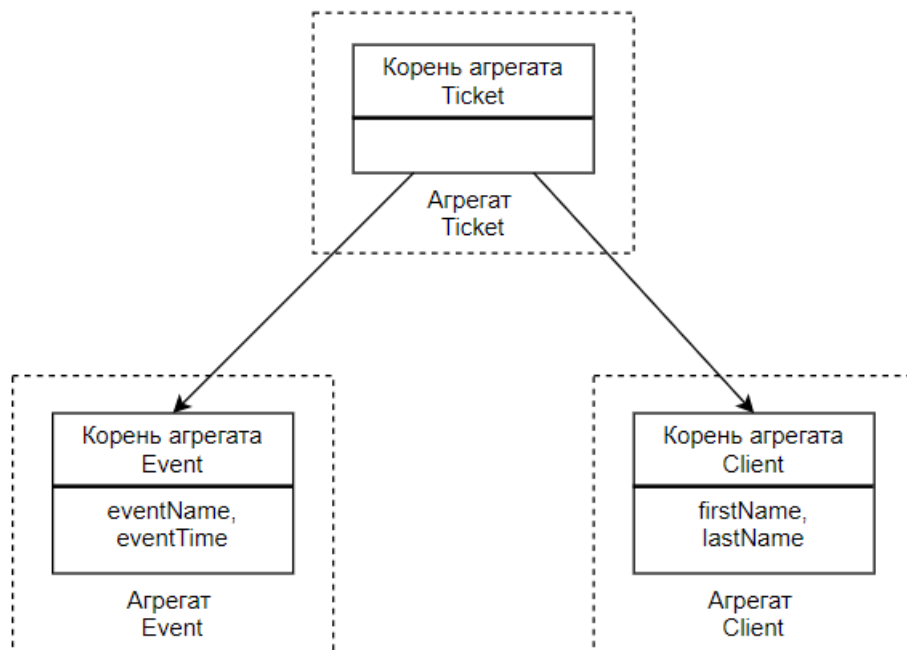 Корень агрегата
Ticket
Агрегат
Ticket
Корень агрегата
Event
eventName,
eventTime
Агрегат
Event
Корень агрегата
Client
firstName,
lastName
Агрегат
Client